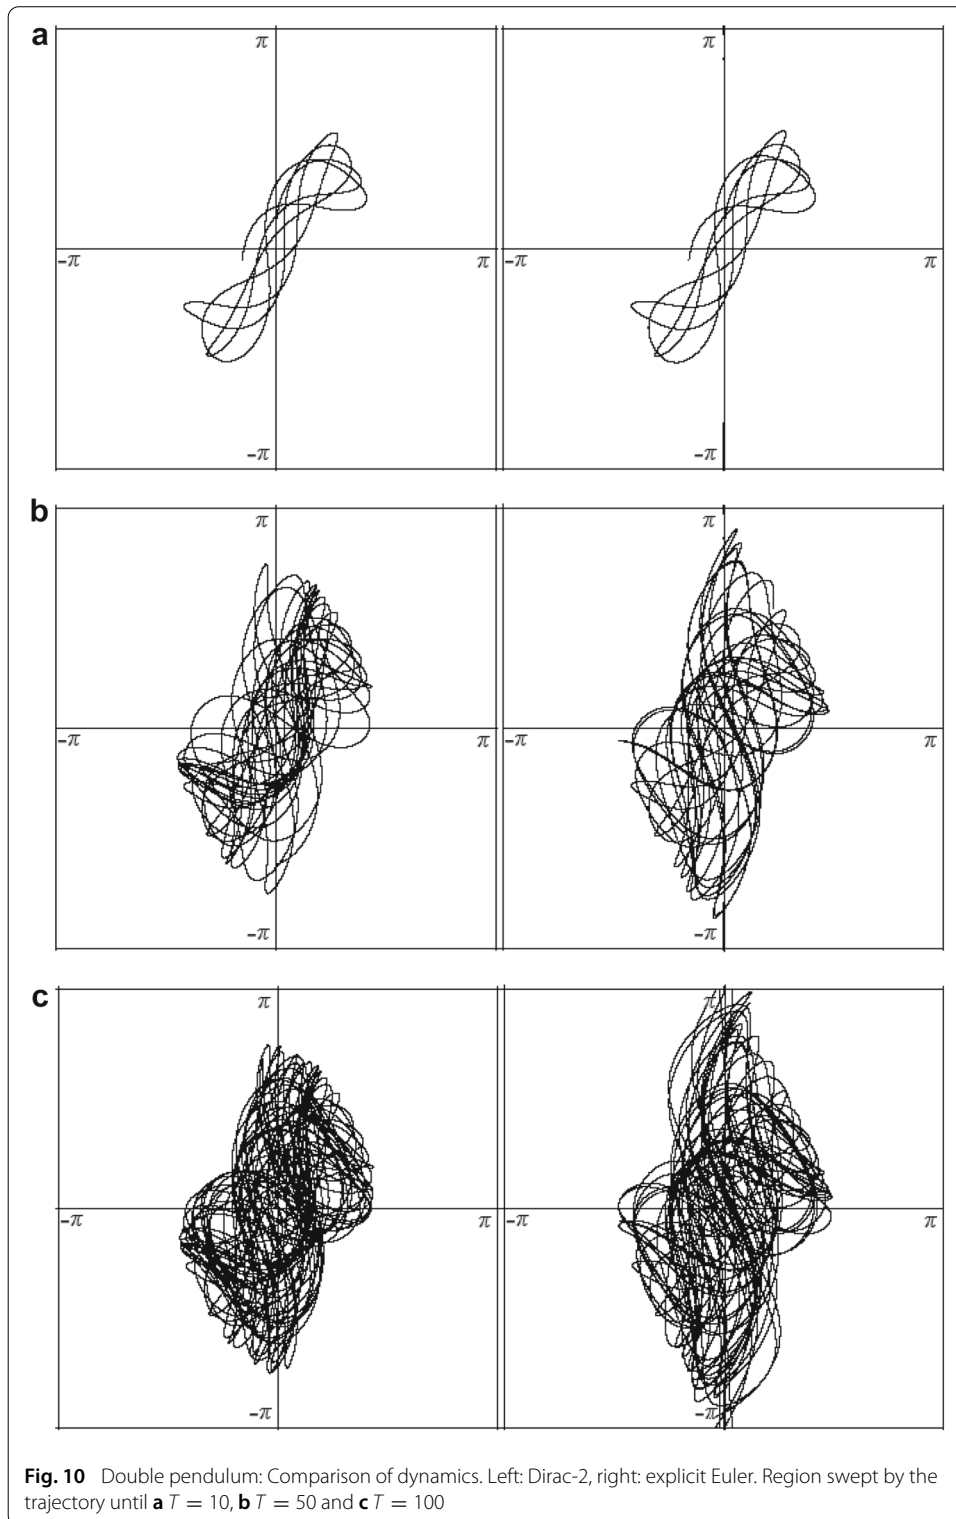 a
π π
−π π −π π
−π −π
b
π π
−π π −π π
−π −π
c
π π
−π π −π π
−π −π
Fig. 10 Double pendulum: Comparison of dynamics. Left: Dirac-2, right: explicit Euler. Region swept by the
trajectory until a T = 10, b T = 50 and c T = 100